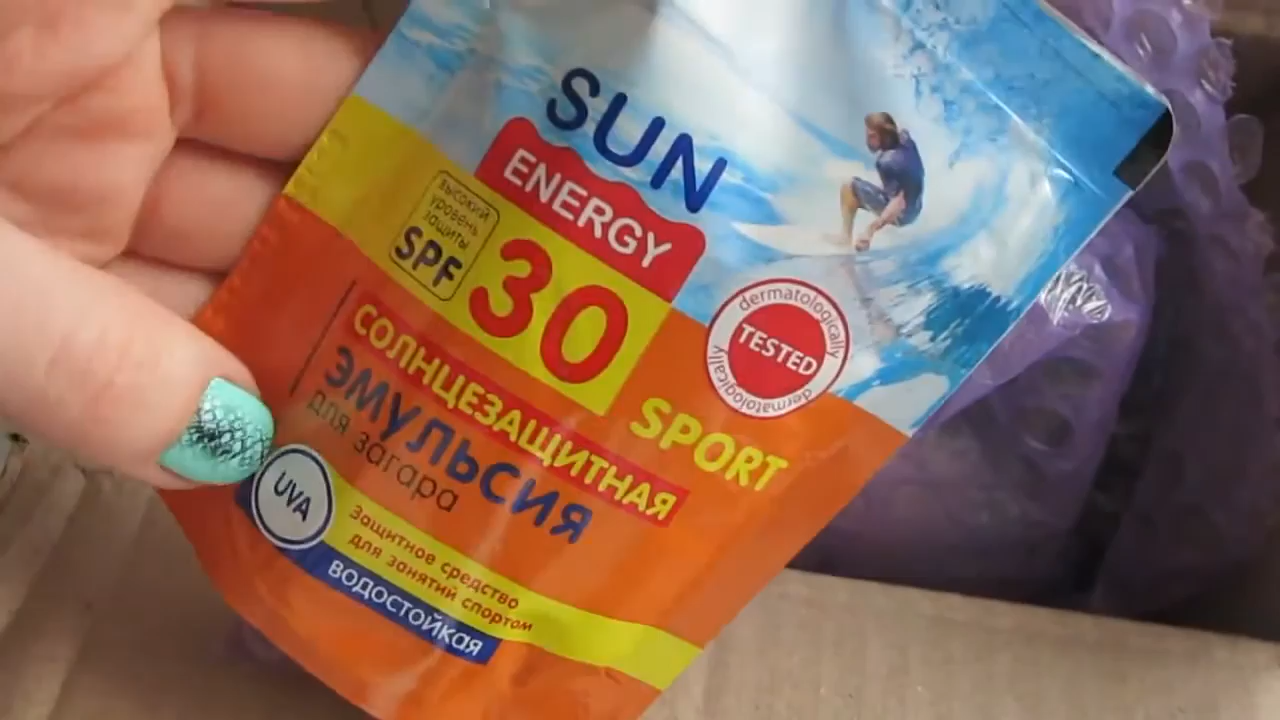 SUN
ENERGY
высокий
уровень
защиты
SPF
30
dermatologically
TESTED
dermatologically
SPORT
СОЛНЦЕЗАЩИТНАЯ
ЭМУЛЬСИЯ
для загара
UVA
Защитное средство
для занятий спортом
ВОДОСТОЙКАЯ